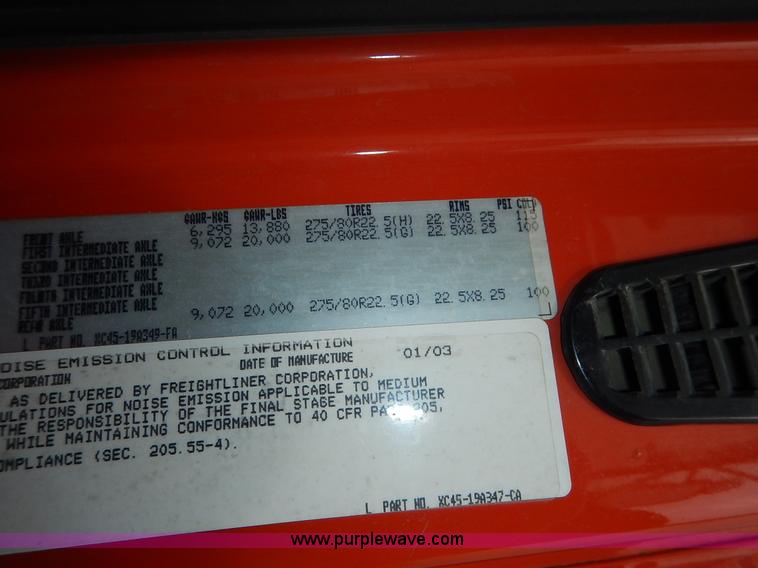 GAWR-KGS GAWR-LBS TIRES RIMS PSI COLD
FRONT AXLE 6,295 13,880 275/80R22.5(H) 22.5X8.25 115
FIRST INTERMEDIATE AXLE 9,072 20,000 275/80R22.5(G) 22.5X8.25 100
SECOND INTERMEDIATE AXLE
THIRD INTERMEDIATE AXLE
FOURTH INTERMEDIATE AXLE
FIFTH INTERMEDIATE AXLE
REAR AXLE 9,072 20,000 275/80R22.5(G) 22.5X8.25 100
L PART NO. XC45-19A349-FA
NOISE EMISSION CONTROL INFORMATION
CORPORATION DATE OF MANUFACTURE 01/03
AS DELIVERED BY FREIGHTLINER CORPORATION,
ULATIONS FOR NOISE EMISSION APPLICABLE TO MEDIUM
THE RESPONSIBILITY OF THE FINAL STAGE MANUFACTURER
WHILE MAINTAINING CONFORMANCE TO 40 CFR PART 205,
OMPLIANCE (SEC. 205.55-4).
L PART NO. XC45-19A347-CA
www.purplewave.com